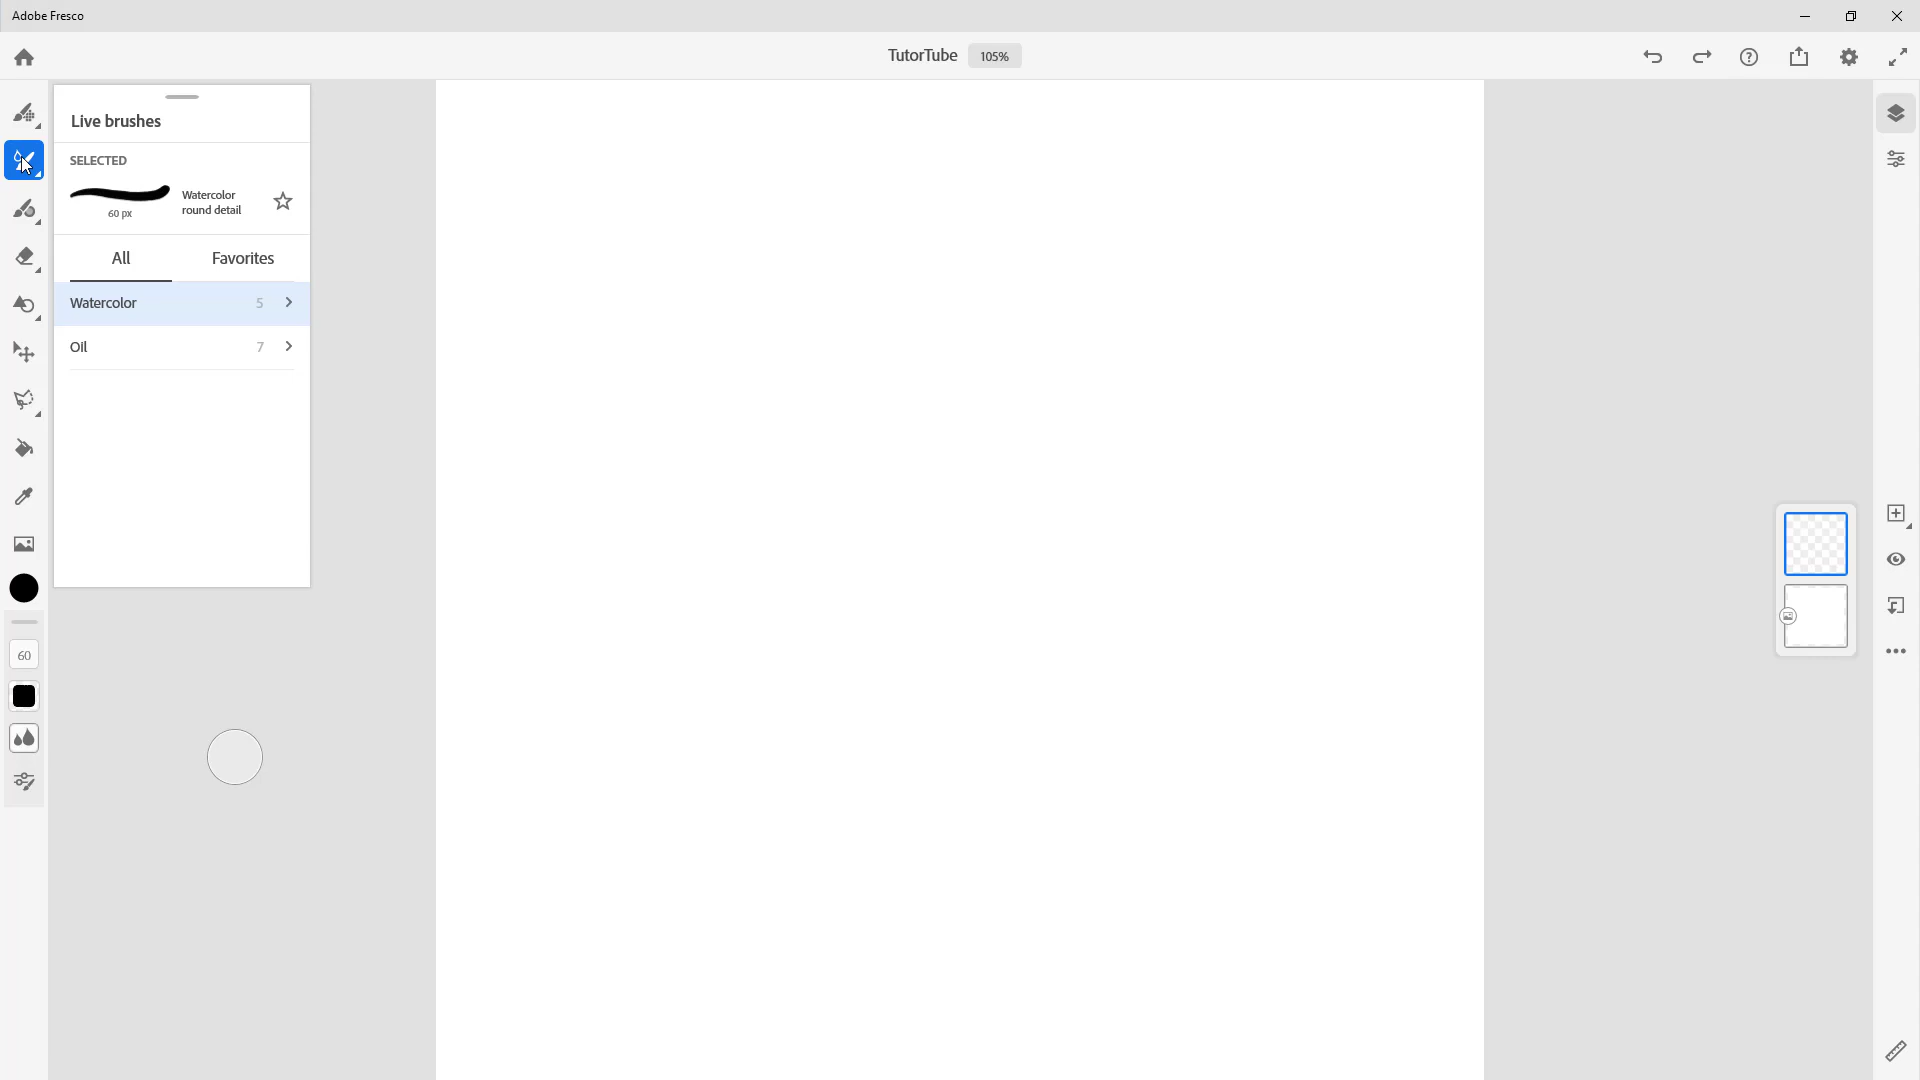 Adobe Fresco
TutorTube 105%
Live brushes
SELECTED
Watercolor
round detail
60 px
All Favorites
Watercolor 5
Oil 7
60